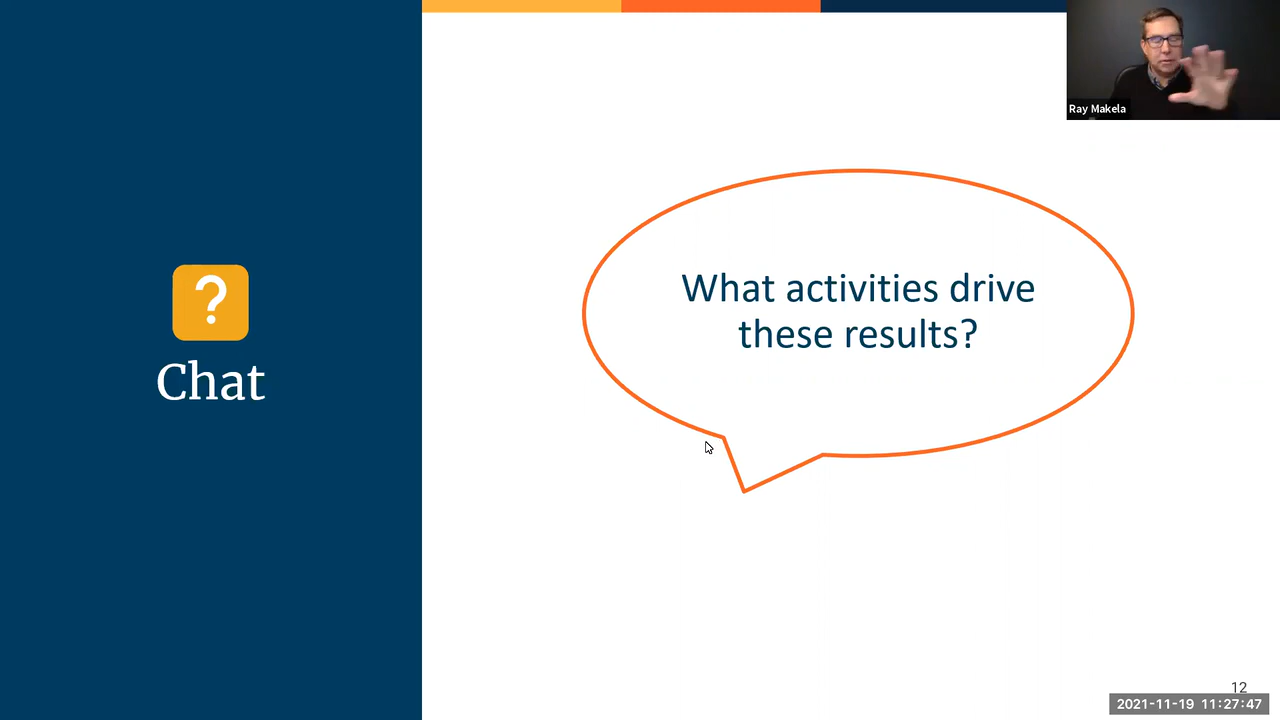 Ray Makela
What activities drive
these results?
?
Chat
12
2021-11-19 11:27:47